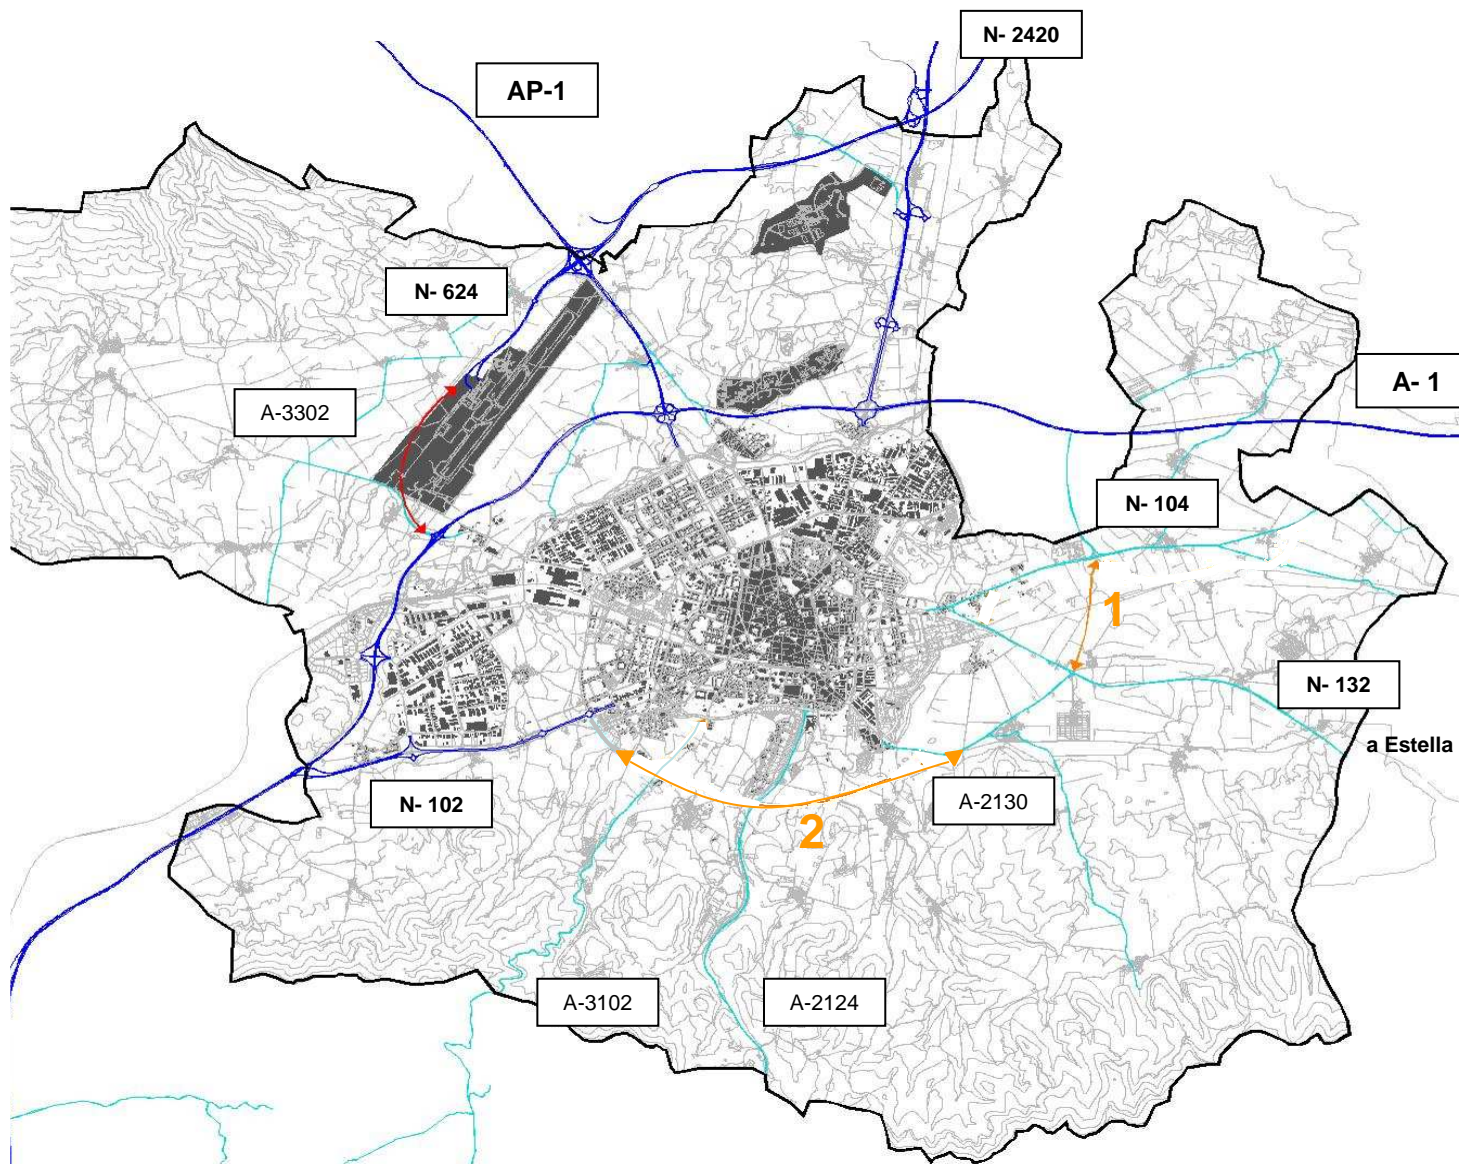 N- 2420
AP-1
N- 624
A- 1
A-3302
N- 104
1
N- 132
a Estella
A-2130
N- 102
2
A-3102
A-2124